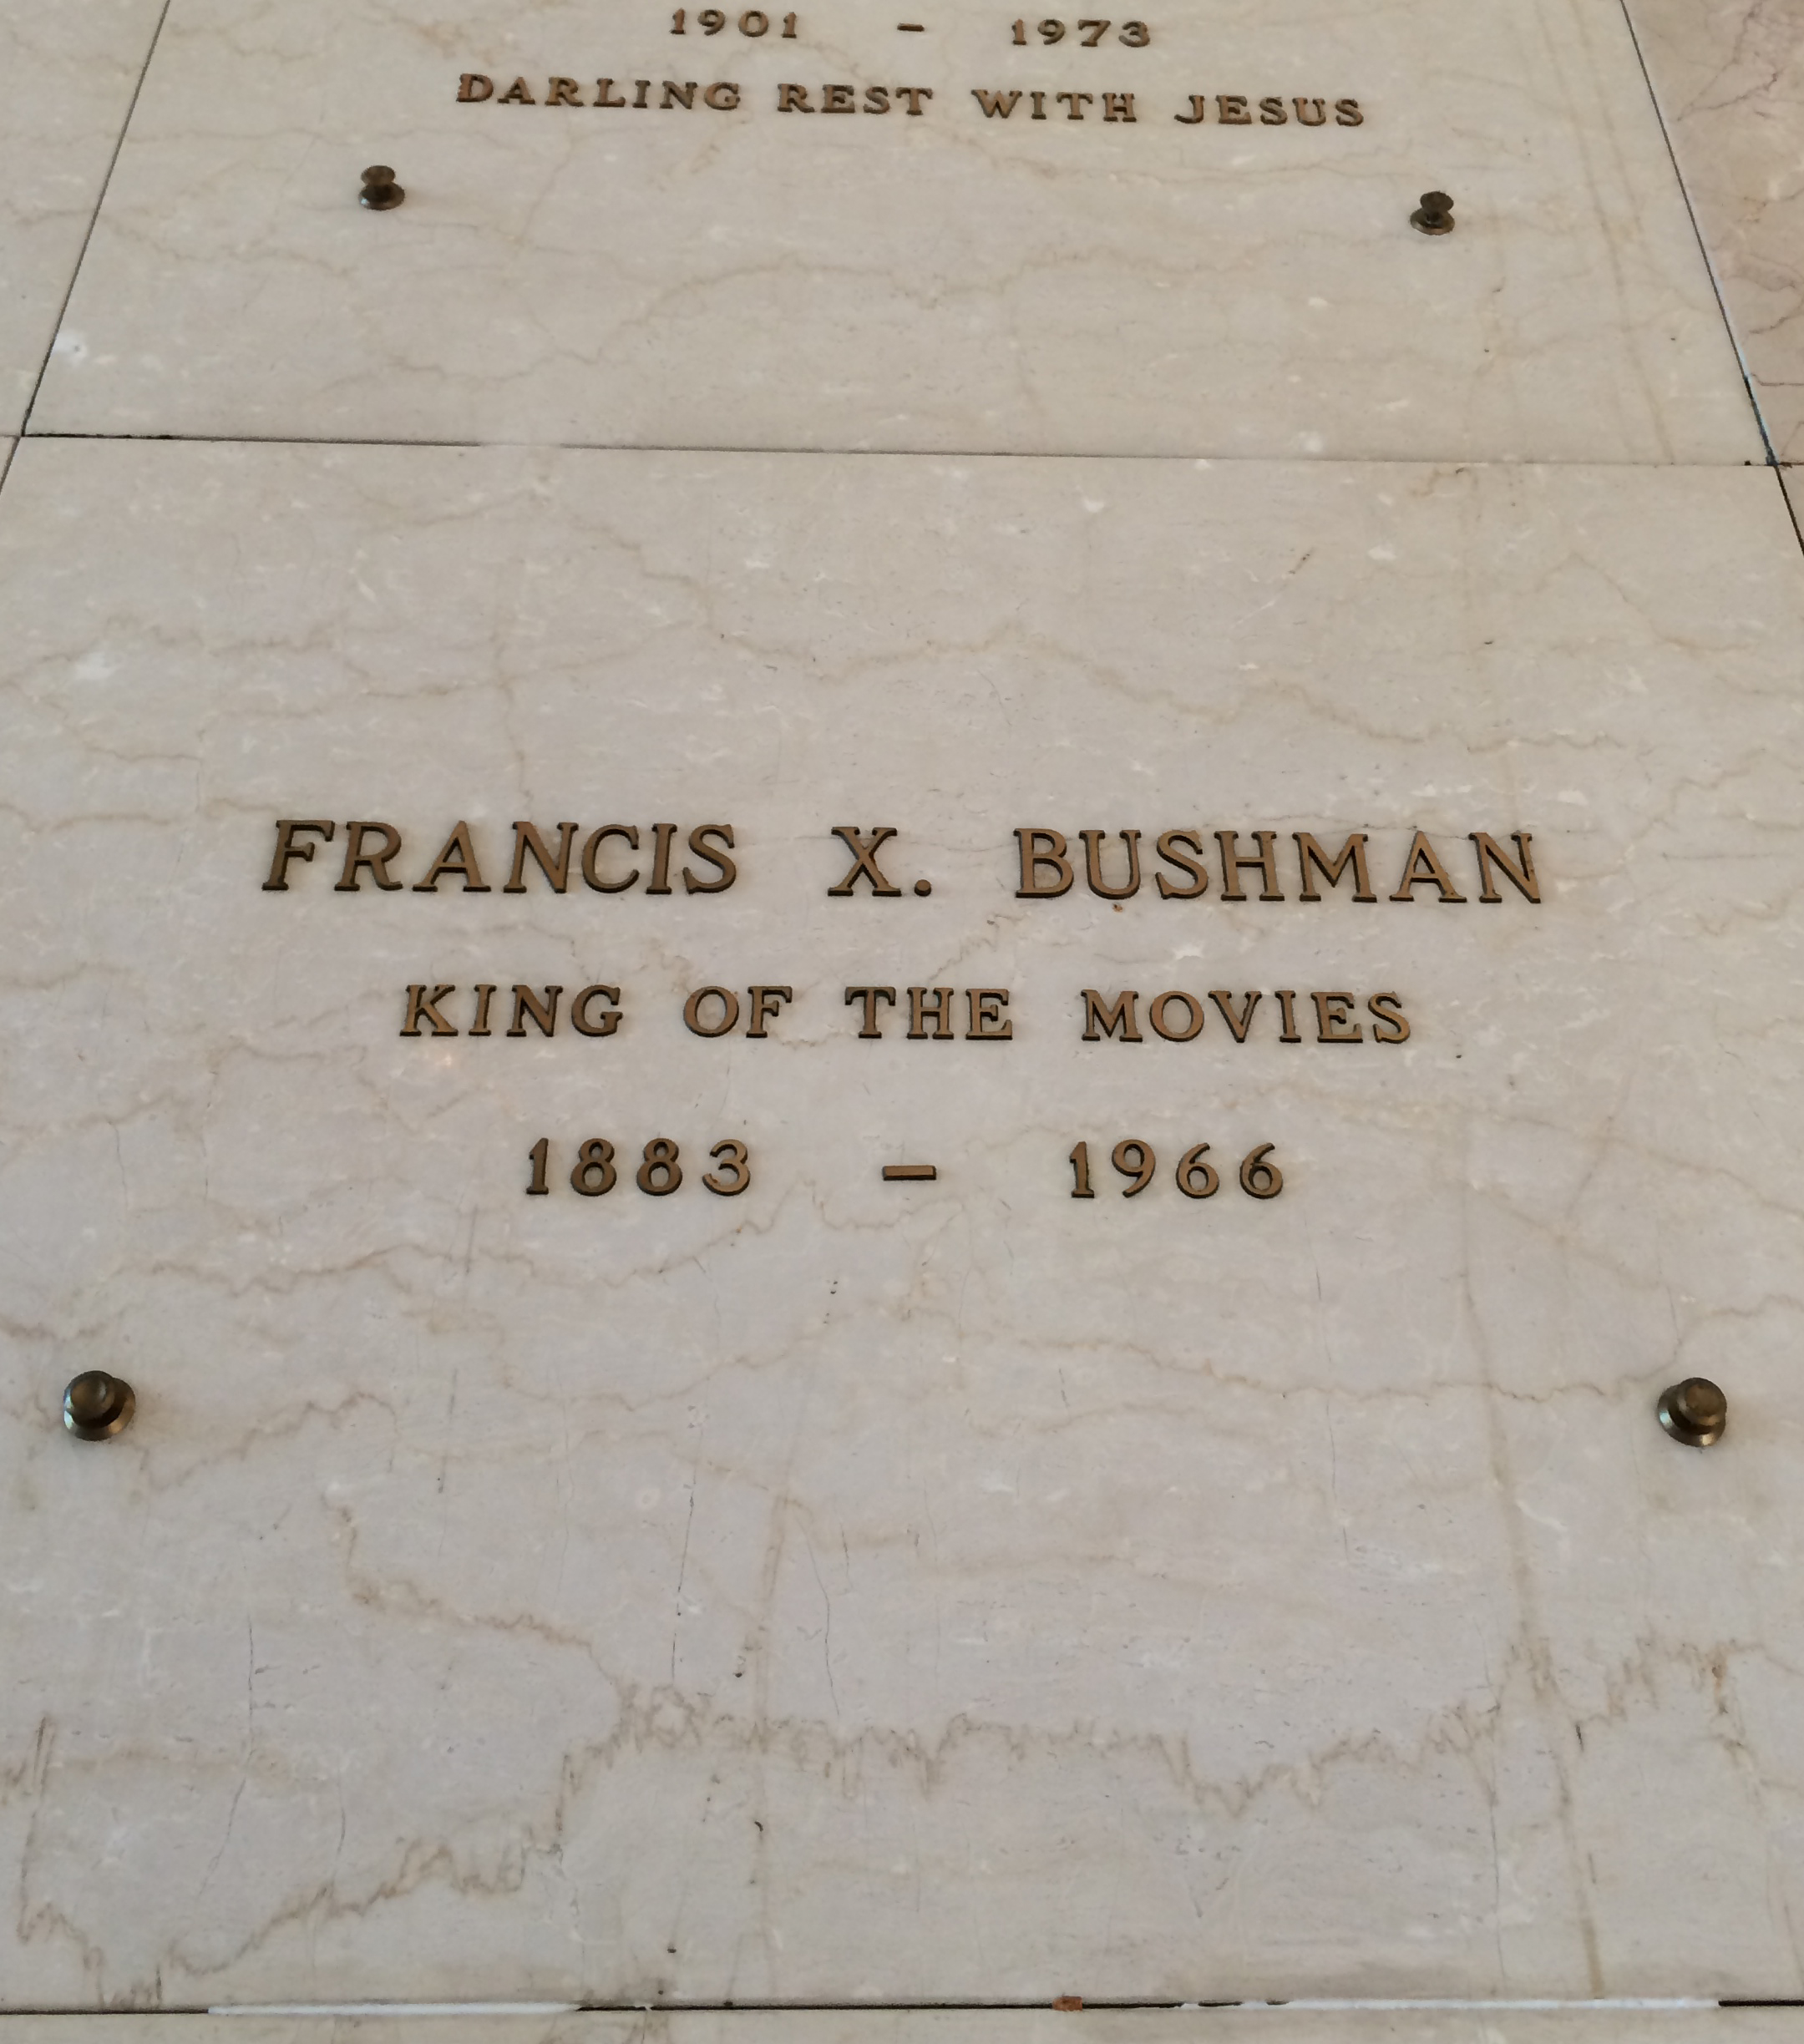 1901 – 1973
DARLING REST WITH JESUS
FRANCIS X. BUSHMAN
KING OF THE MOVIES
1883 – 1966